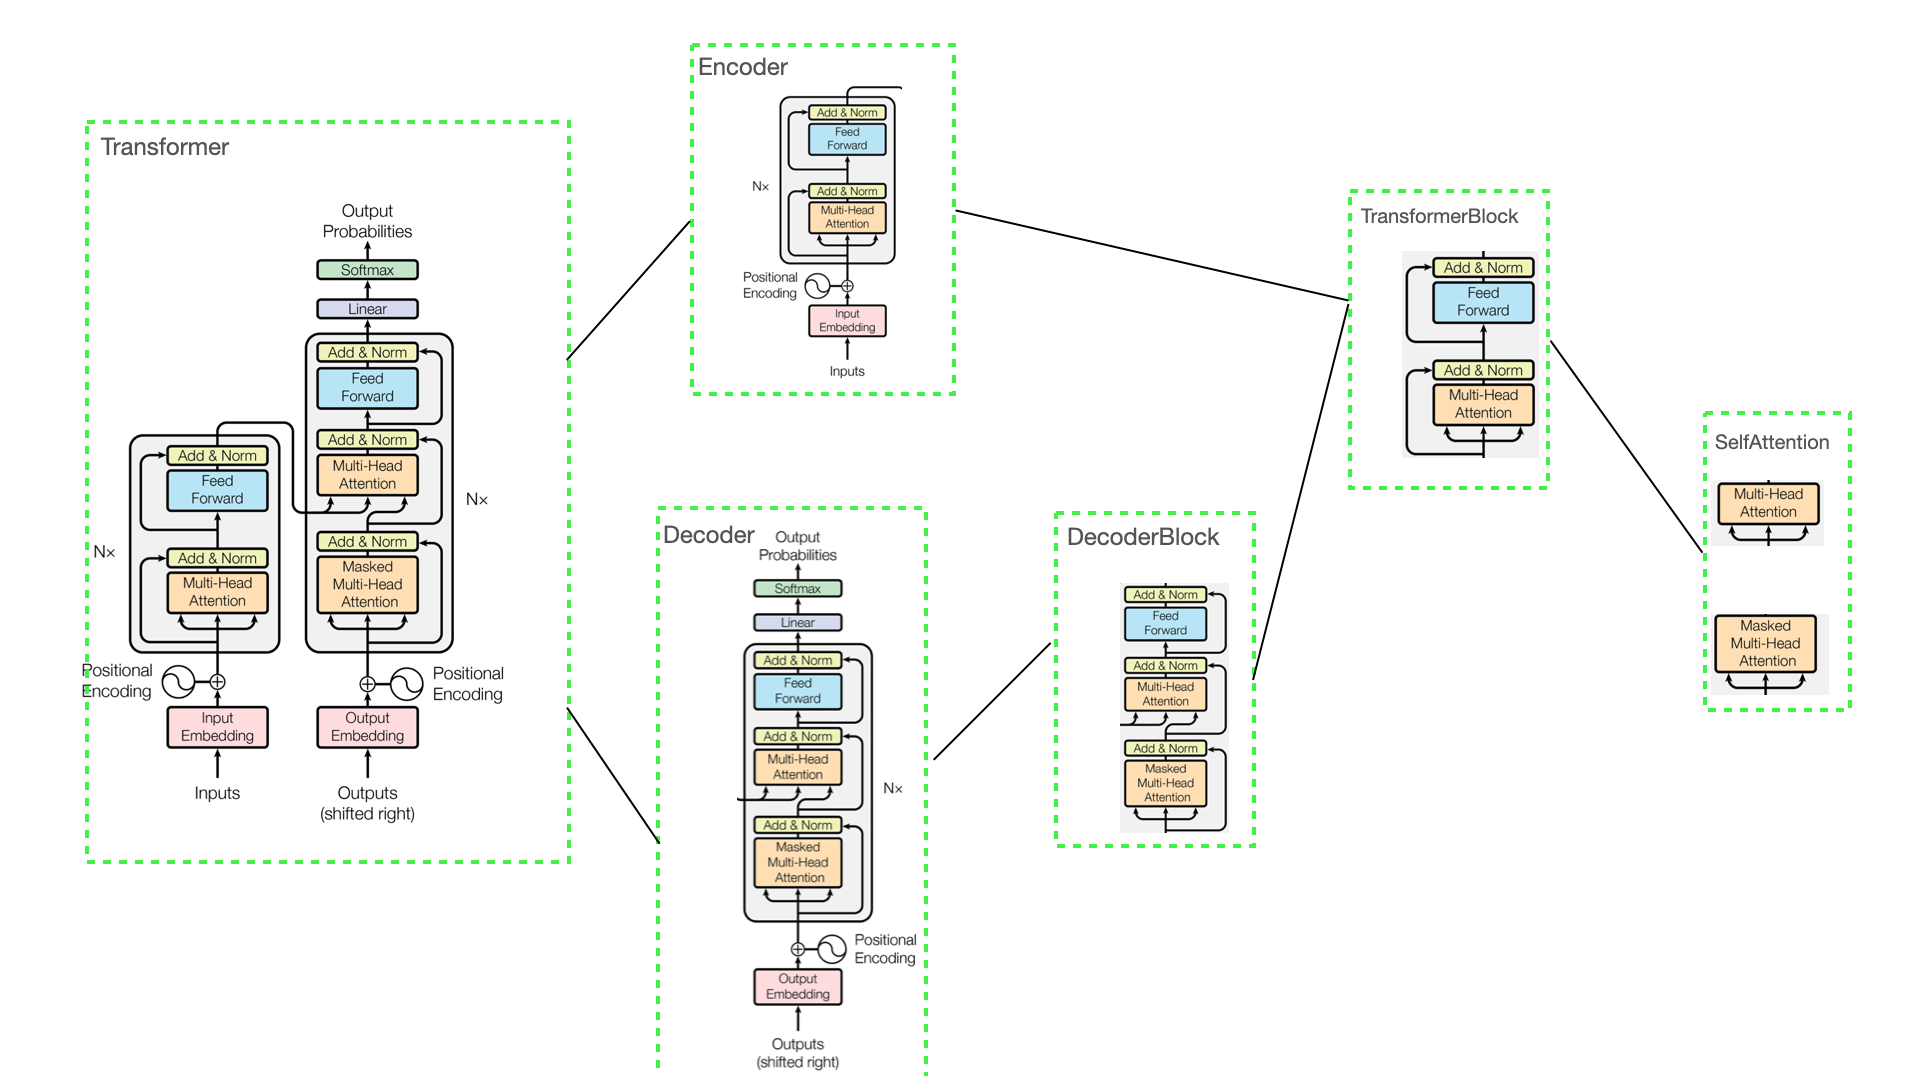 Transformer
Output
Probabilities
Softmax
Linear
Add & Norm
Feed
Forward
Add & Norm
Multi-Head
Attention
N×
Add & Norm
Masked
Multi-Head
Attention
Add & Norm
Feed
Forward
N×
Add & Norm
Multi-Head
Attention
Positional
Encoding
Positional
Encoding
Input
Embedding
Output
Embedding
Inputs
Outputs
(shifted right)
Encoder
Add & Norm
Feed
Forward
N×
Add & Norm
Multi-Head
Attention
Positional
Encoding
Input
Embedding
Inputs
Decoder
Output
Probabilities
Softmax
Linear
Add & Norm
Feed
Forward
Add & Norm
Multi-Head
Attention
N×
Add & Norm
Masked
Multi-Head
Attention
Positional
Encoding
Output
Embedding
Outputs
(shifted right)
DecoderBlock
Add & Norm
Feed
Forward
Add & Norm
Multi-Head
Attention
Add & Norm
Masked
Multi-Head
Attention
TransformerBlock
Add & Norm
Feed
Forward
Add & Norm
Multi-Head
Attention
SelfAttention
Multi-Head
Attention
Masked
Multi-Head
Attention